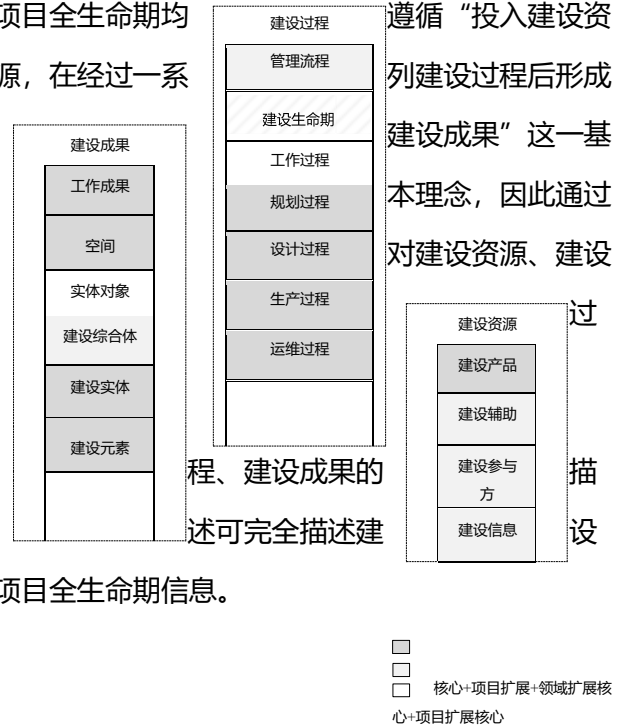 项目全生命期均
遵循“投入建设资
源，在经过一系
列建设过程后形成
建设成果”这一基
本理念，因此通过
对建设资源、建设
过
程、建设成果的
描
述可完全描述建
设
项目全生命期信息。
建设成果
工作成果
空间
实体对象
建设综合体
建设实体
建设元素
建设过程
管理流程
建设生命期
工作过程
规划过程
设计过程
生产过程
运维过程
建设资源
建设产品
建设辅助
建设参与
方
建设信息
核心+项目扩展+领域扩展核
心+项目扩展核心